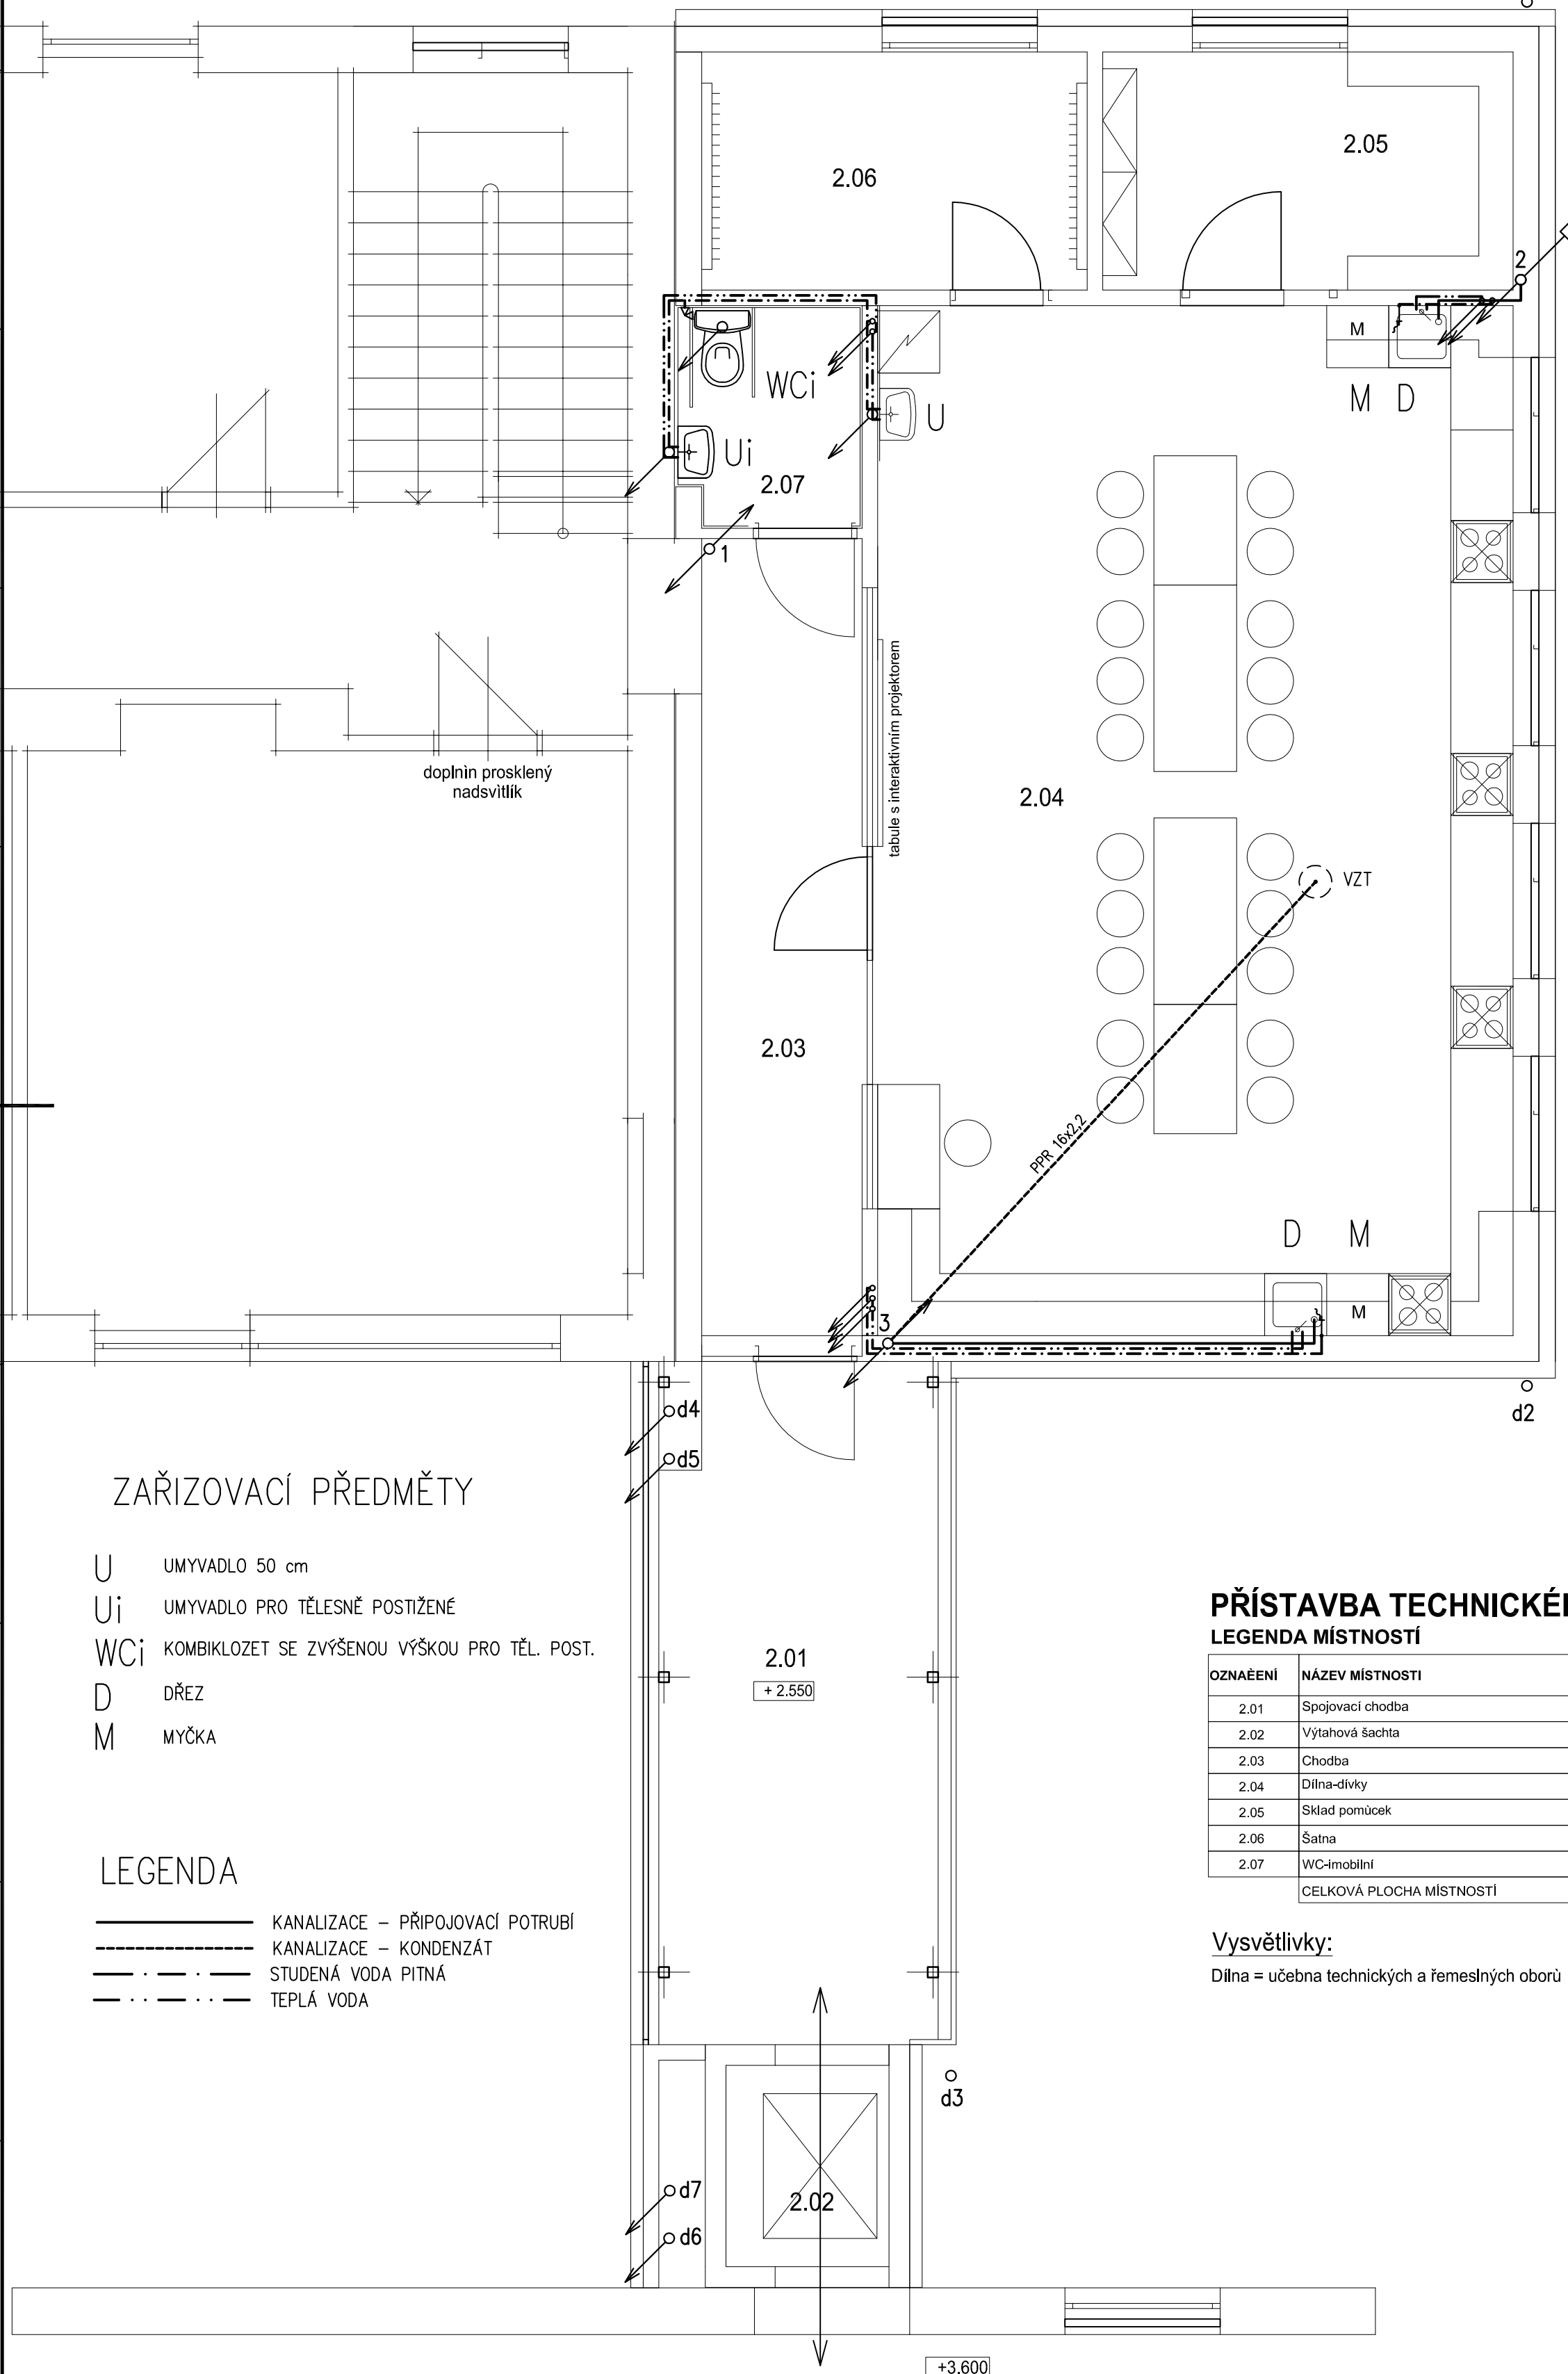 2.05
2.06
2
M
WCi
M D
U
Ui
2.07
1
tabule s interaktivním projektorem
doplnìn prosklený
nadsvìtlík
2.04
VZT
2.03
PPR 16x2,2
D M
M
3
d4
d2
d5
ZAŘIZOVACÍ PŘEDMĚTY
U UMYVADLO 50 cm
Ui UMYVADLO PRO TĚLESNĚ POSTIŽENÉ
WCi KOMBIKLOZET SE ZVÝŠENOU VÝŠKOU PRO TĚL. POST.
D DŘEZ
M MYČKA
2.01
+ 2.550
PŘÍSTAVBA TECHNICKÉ
LEGENDA MÍSTNOSTÍ
OZNAÈENÍ NÁZEV MÍSTNOSTI
2.01 Spojovací chodba
2.02 Výtahová šachta
2.03 Chodba
2.04 Dílna-dívky
2.05 Sklad pomùcek
2.06 Šatna
2.07 WC-imobilní
CELKOVÁ PLOCHA MÍSTNOSTÍ
Vysvětlivky:
Dílna = učebna technických a řemeslných oborů
LEGENDA
KANALIZACE – PŘIPOJOVACÍ POTRUBÍ
KANALIZACE – KONDENZÁT
STUDENÁ VODA PITNÁ
TEPLÁ VODA
d3
d7
2.02
d6
+3,600